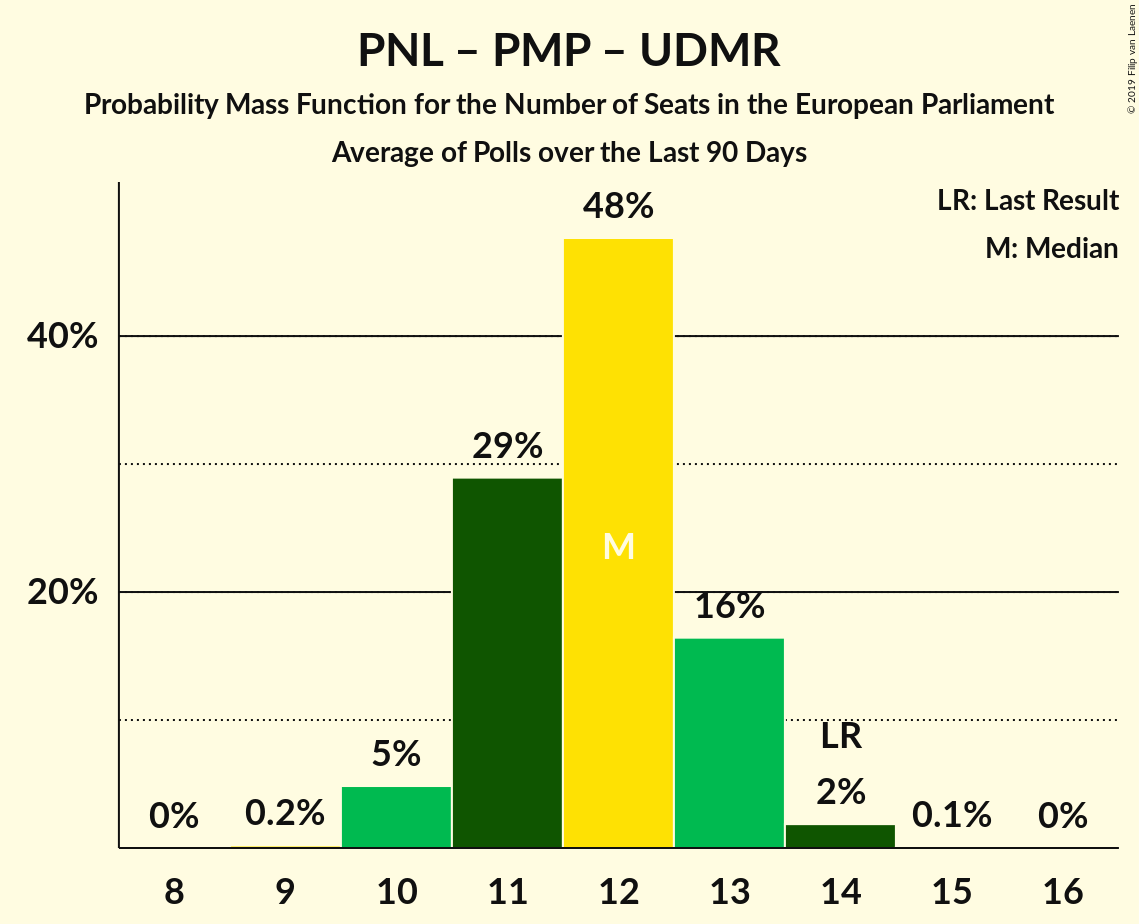 PNL – PMP – UDMR
Probability Mass Function for the Number of Seats in the European Parliament
Average of Polls over the Last 90 Days
© 2019 Filip van Laenen
LR: Last Result
M: Median
48%
40%
29%
M
20%
16%
LR
5%
2%
0%
0.2%
0.1%
0%
8 9 10 11 12 13 14 15 16